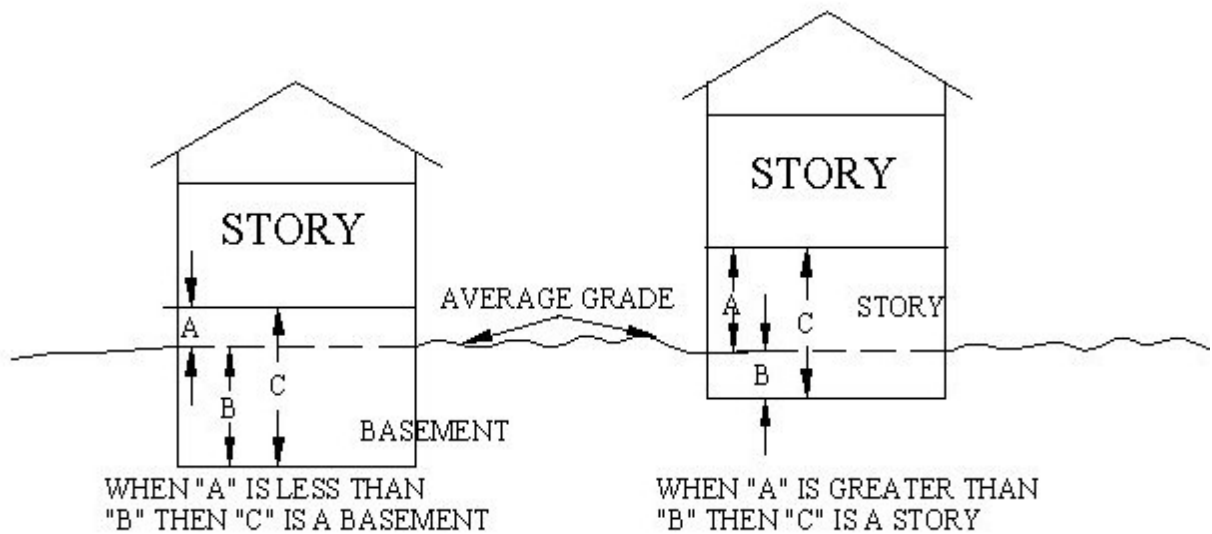 STORY
STORY
AVERAGE GRADE
A
A
C
STORY
B
C
B
BASEMENT
WHEN "A" IS LESS THAN
"B" THEN "C" IS A BASEMENT
WHEN "A" IS GREATER THAN
"B" THEN "C" IS A STORY